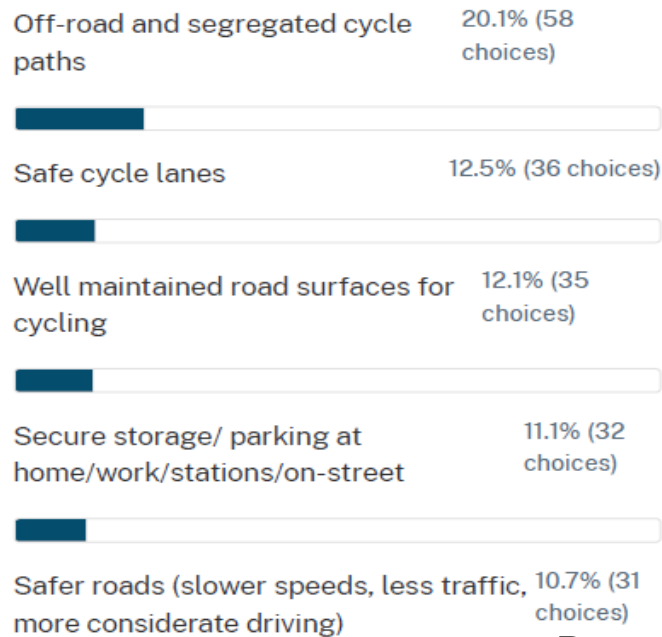 Off-road and segregated cycle paths
20.1% (58 choices)
Safe cycle lanes
12.5% (36 choices)
Well maintained road surfaces for cycling
12.1% (35 choices)
Secure storage/ parking at home/work/stations/on-street
11.1% (32 choices)
Safer roads (slower speeds, less traffic, more considerate driving)
10.7% (31 choices)